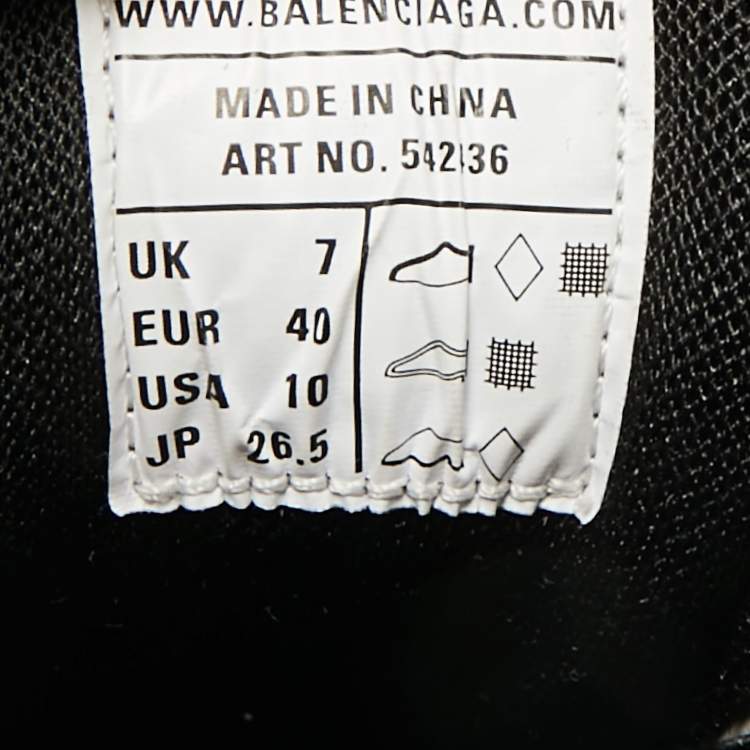 WWW.BALENCIAGA.COM
MADE IN CHINA
ART NO. 542436
UK 7
EUR 40
USA 10
JP 26.5